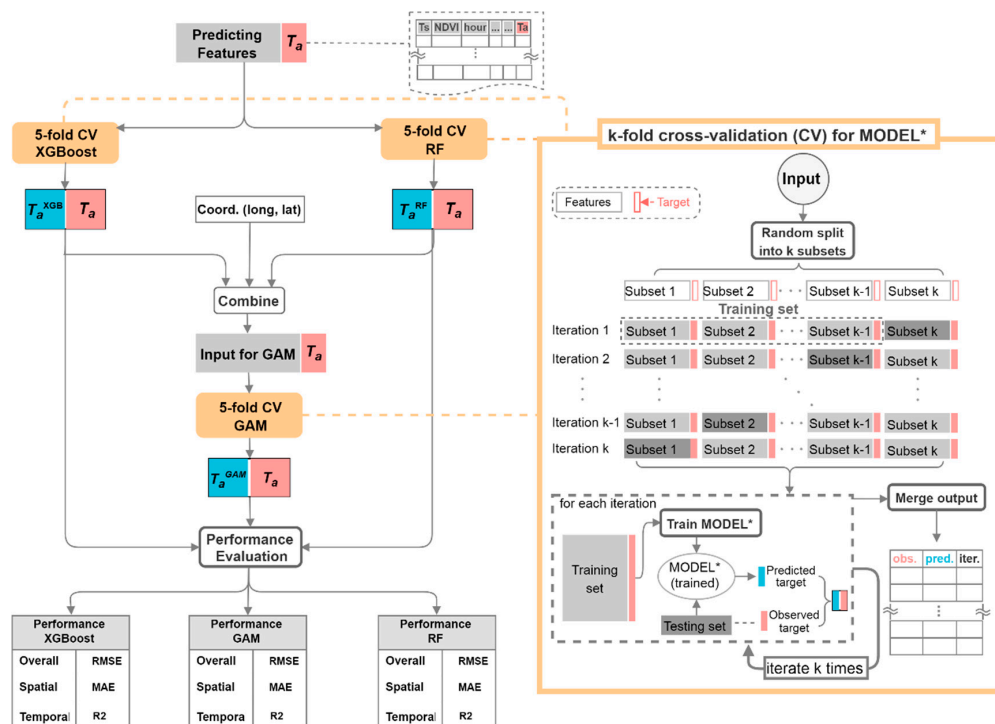 Predicting
Features
Ta
Ts NDVI hour ... ... Ta
5-fold CV
XGBoost
5-fold CV
RF
Ta^XGB Ta
Coord. (long, lat)
Ta^RF Ta
Combine
Input for GAM Ta
5-fold CV
GAM
Ta^GAM Ta
Performance
Evaluation
Performance
XGBoost
Overall RMSE
Spatial MAE
Temporal R2
Performance
GAM
Overall RMSE
Spatial MAE
Tempora R2
Performance
RF
Overall RMSE
Spatial MAE
Temporal R2
k-fold cross-validation (CV) for MODEL*
Input
Features
Target
Random split
into k subsets
Subset 1 Subset 2 . . . Subset k-1 Subset k
Training set
Iteration 1 Subset 1 Subset 2 . . . Subset k-1 Subset k
Iteration 2 Subset 1 Subset 2 . . . Subset k-1 Subset k
Iteration k-1 Subset 1 Subset 2 . . . Subset k-1 Subset k
Iteration k Subset 1 Subset 2 . . . Subset k-1 Subset k
for each iteration
Train MODEL*
Training
set
MODEL*
(trained)
Predicted
target
Testing set
Observed
target
iterate k times
Merge output
obs. pred. iter.